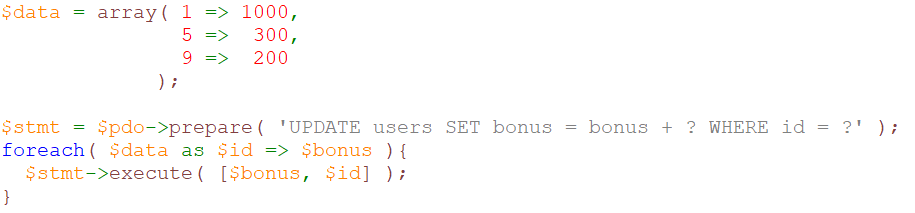 $data = array( 1 => 1000,
               5 =>  300,
               9 =>  200
             );

$stmt = $pdo->prepare( 'UPDATE users SET bonus = bonus + ? WHERE id = ?' );
foreach( $data as $id => $bonus ){
  $stmt->execute( [$bonus, $id] );
}